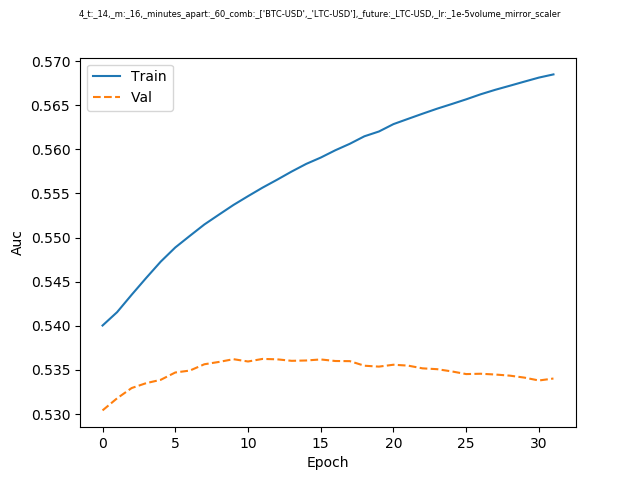 4_t:_14,_m:_16,_minutes_apart:_60_comb:_['BTC-USD',_'LTC-USD'],_future:_LTC-USD,_lr:_1e-5volume_mirror_scaler
0.570
Train
Val
0.565
0.560
0.555
0.550
Auc
0.545
0.540
0.535
0.530
0 5 10 15 20 25 30
Epoch